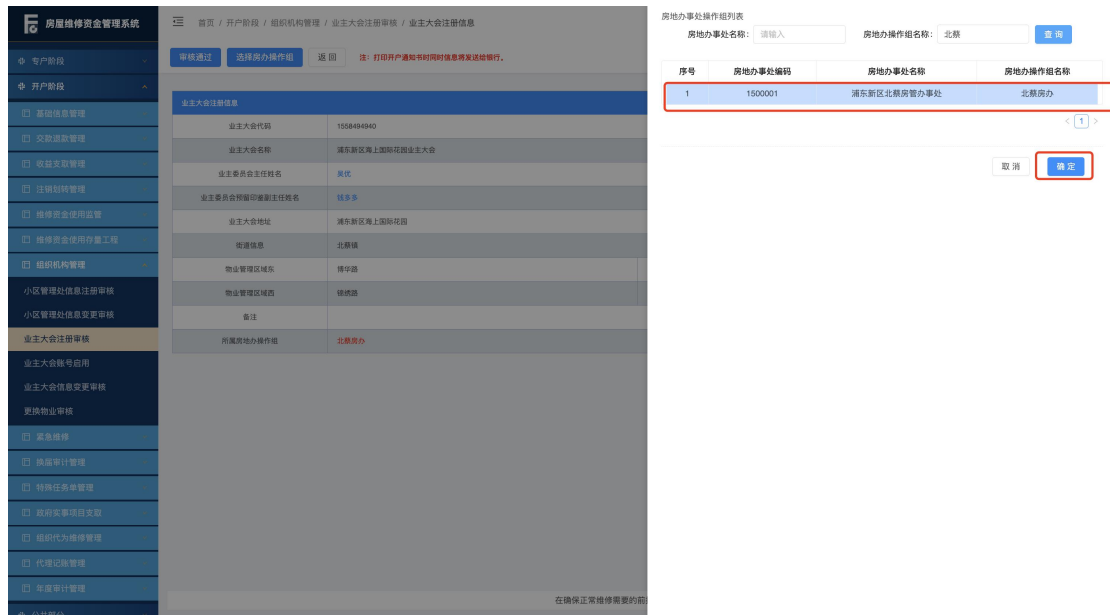 房屋维修资金管理系统
首页 / 开户阶段 / 组织机构管理 / 业主大会注册审核 / 业主大会注册信息
审核通过 选择房办操作组 返回 注：打印开户通知书时同时信息将发送给银行。
专户阶段
开户阶段
基础信息管理
交款退款管理
收益支取管理
注销划转管理
维修资金使用监管
维修资金使用存量工程
组织机构管理
小区管理处信息注册审核
小区管理处信息变更审核
业主大会注册审核
业主大会账号启用
业主大会信息变更审核
更换物业审核
紧急维修
换届审计管理
特殊任务单管理
政府实事项目支取
组织代为维修管理
代理记账管理
年度审计管理
公共部分
业主大会注册信息
业主大会代码 1558494940
业主大会名称 浦东新区海上国际花园业主大会
业主委员会主任姓名 吴优
业主委员会预留印鉴副主任姓名 钱多多
业主大会地址 浦东新区海上国际花园
街道信息 北蔡镇
物业管理区域东 博华路
物业管理区域西 锦绣路
备注
所属房地办操作组 北蔡房办
在确保正常维修需要的前
房地办事处操作组列表
房地办事处名称： 请输入 房地办操作组名称： 北蔡 查询
序号 房地办事处编码 房地办事处名称 房地办操作组名称
1 1500001 浦东新区北蔡房管办事处 北蔡房办
< 1 >
取消 确定